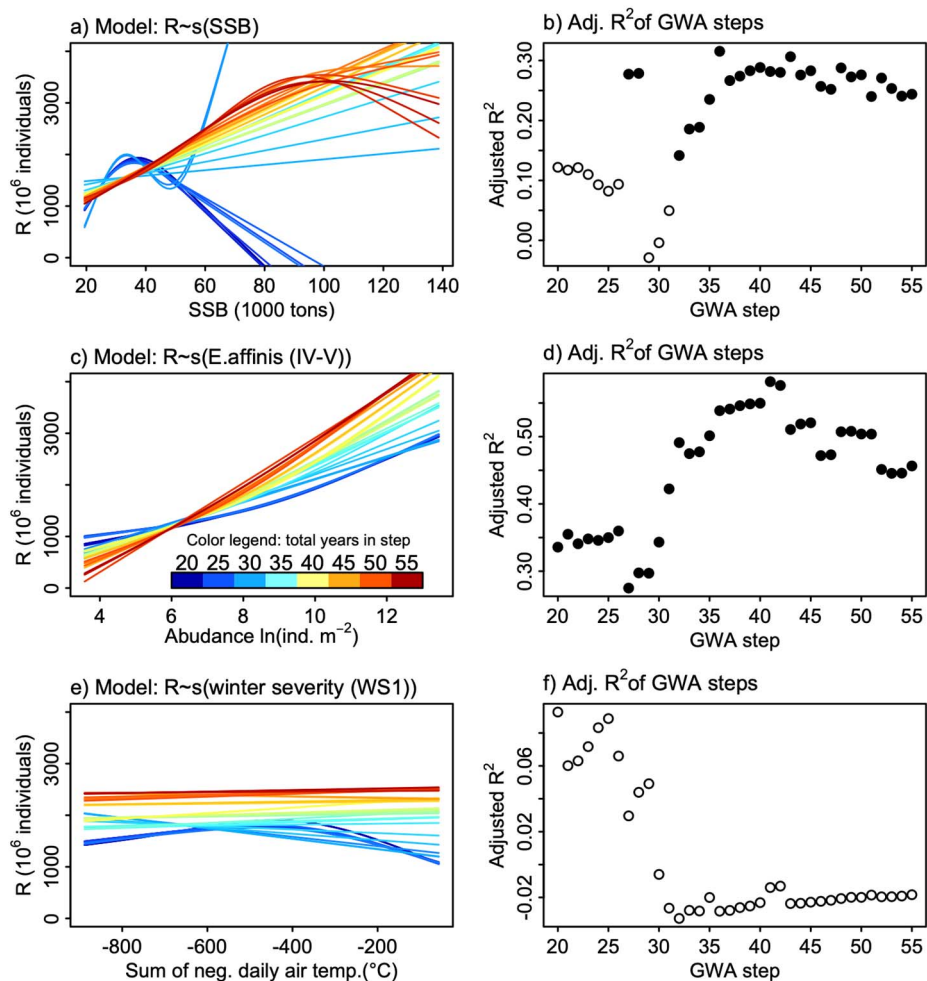 a) Model: R~s(SSB)
R (10⁶ individuals)
0 1000 3000
20 40 60 80 100 120 140
SSB (1000 tons)
b) Adj. R² of GWA steps
Adjusted R²
0.00 0.10 0.20 0.30
20 25 30 35 40 45 50 55
GWA step
c) Model: R~s(E.affinis (IV-V))
R (10⁶ individuals)
0 1000 3000
Color legend: total years in step
20 25 30 35 40 45 50 55
4 6 8 10 12
Abudance ln(ind. m⁻²)
d) Adj. R² of GWA steps
Adjusted R²
0.30 0.40 0.50
20 25 30 35 40 45 50 55
GWA step
e) Model: R~s(winter severity (WS1))
R (10⁶ individuals)
0 1000 3000
-800 -600 -400 -200
Sum of neg. daily air temp.(°C)
f) Adj. R² of GWA steps
Adjusted R²
-0.02 0.02 0.06
20 25 30 35 40 45 50 55
GWA step